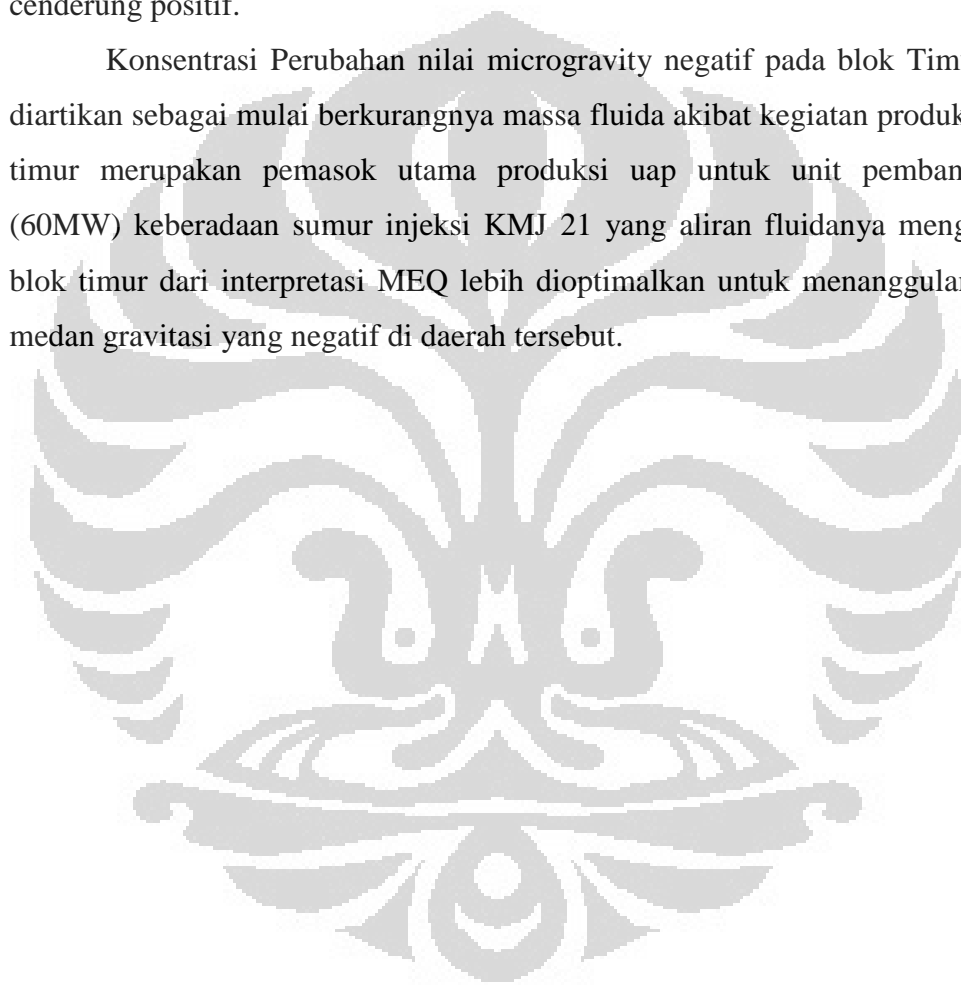 cenderung positif.
Konsentrasi Perubahan nilai microgravity negatif pada blok Tim
diartikan sebagai mulai berkurangnya massa fluida akibat kegiatan produk
timur merupakan pemasok utama produksi uap untuk unit pemban
(60MW) keberadaan sumur injeksi KMJ 21 yang aliran fluidanya meng
blok timur dari interpretasi MEQ lebih dioptimalkan untuk menanggulan
medan gravitasi yang negatif di daerah tersebut.